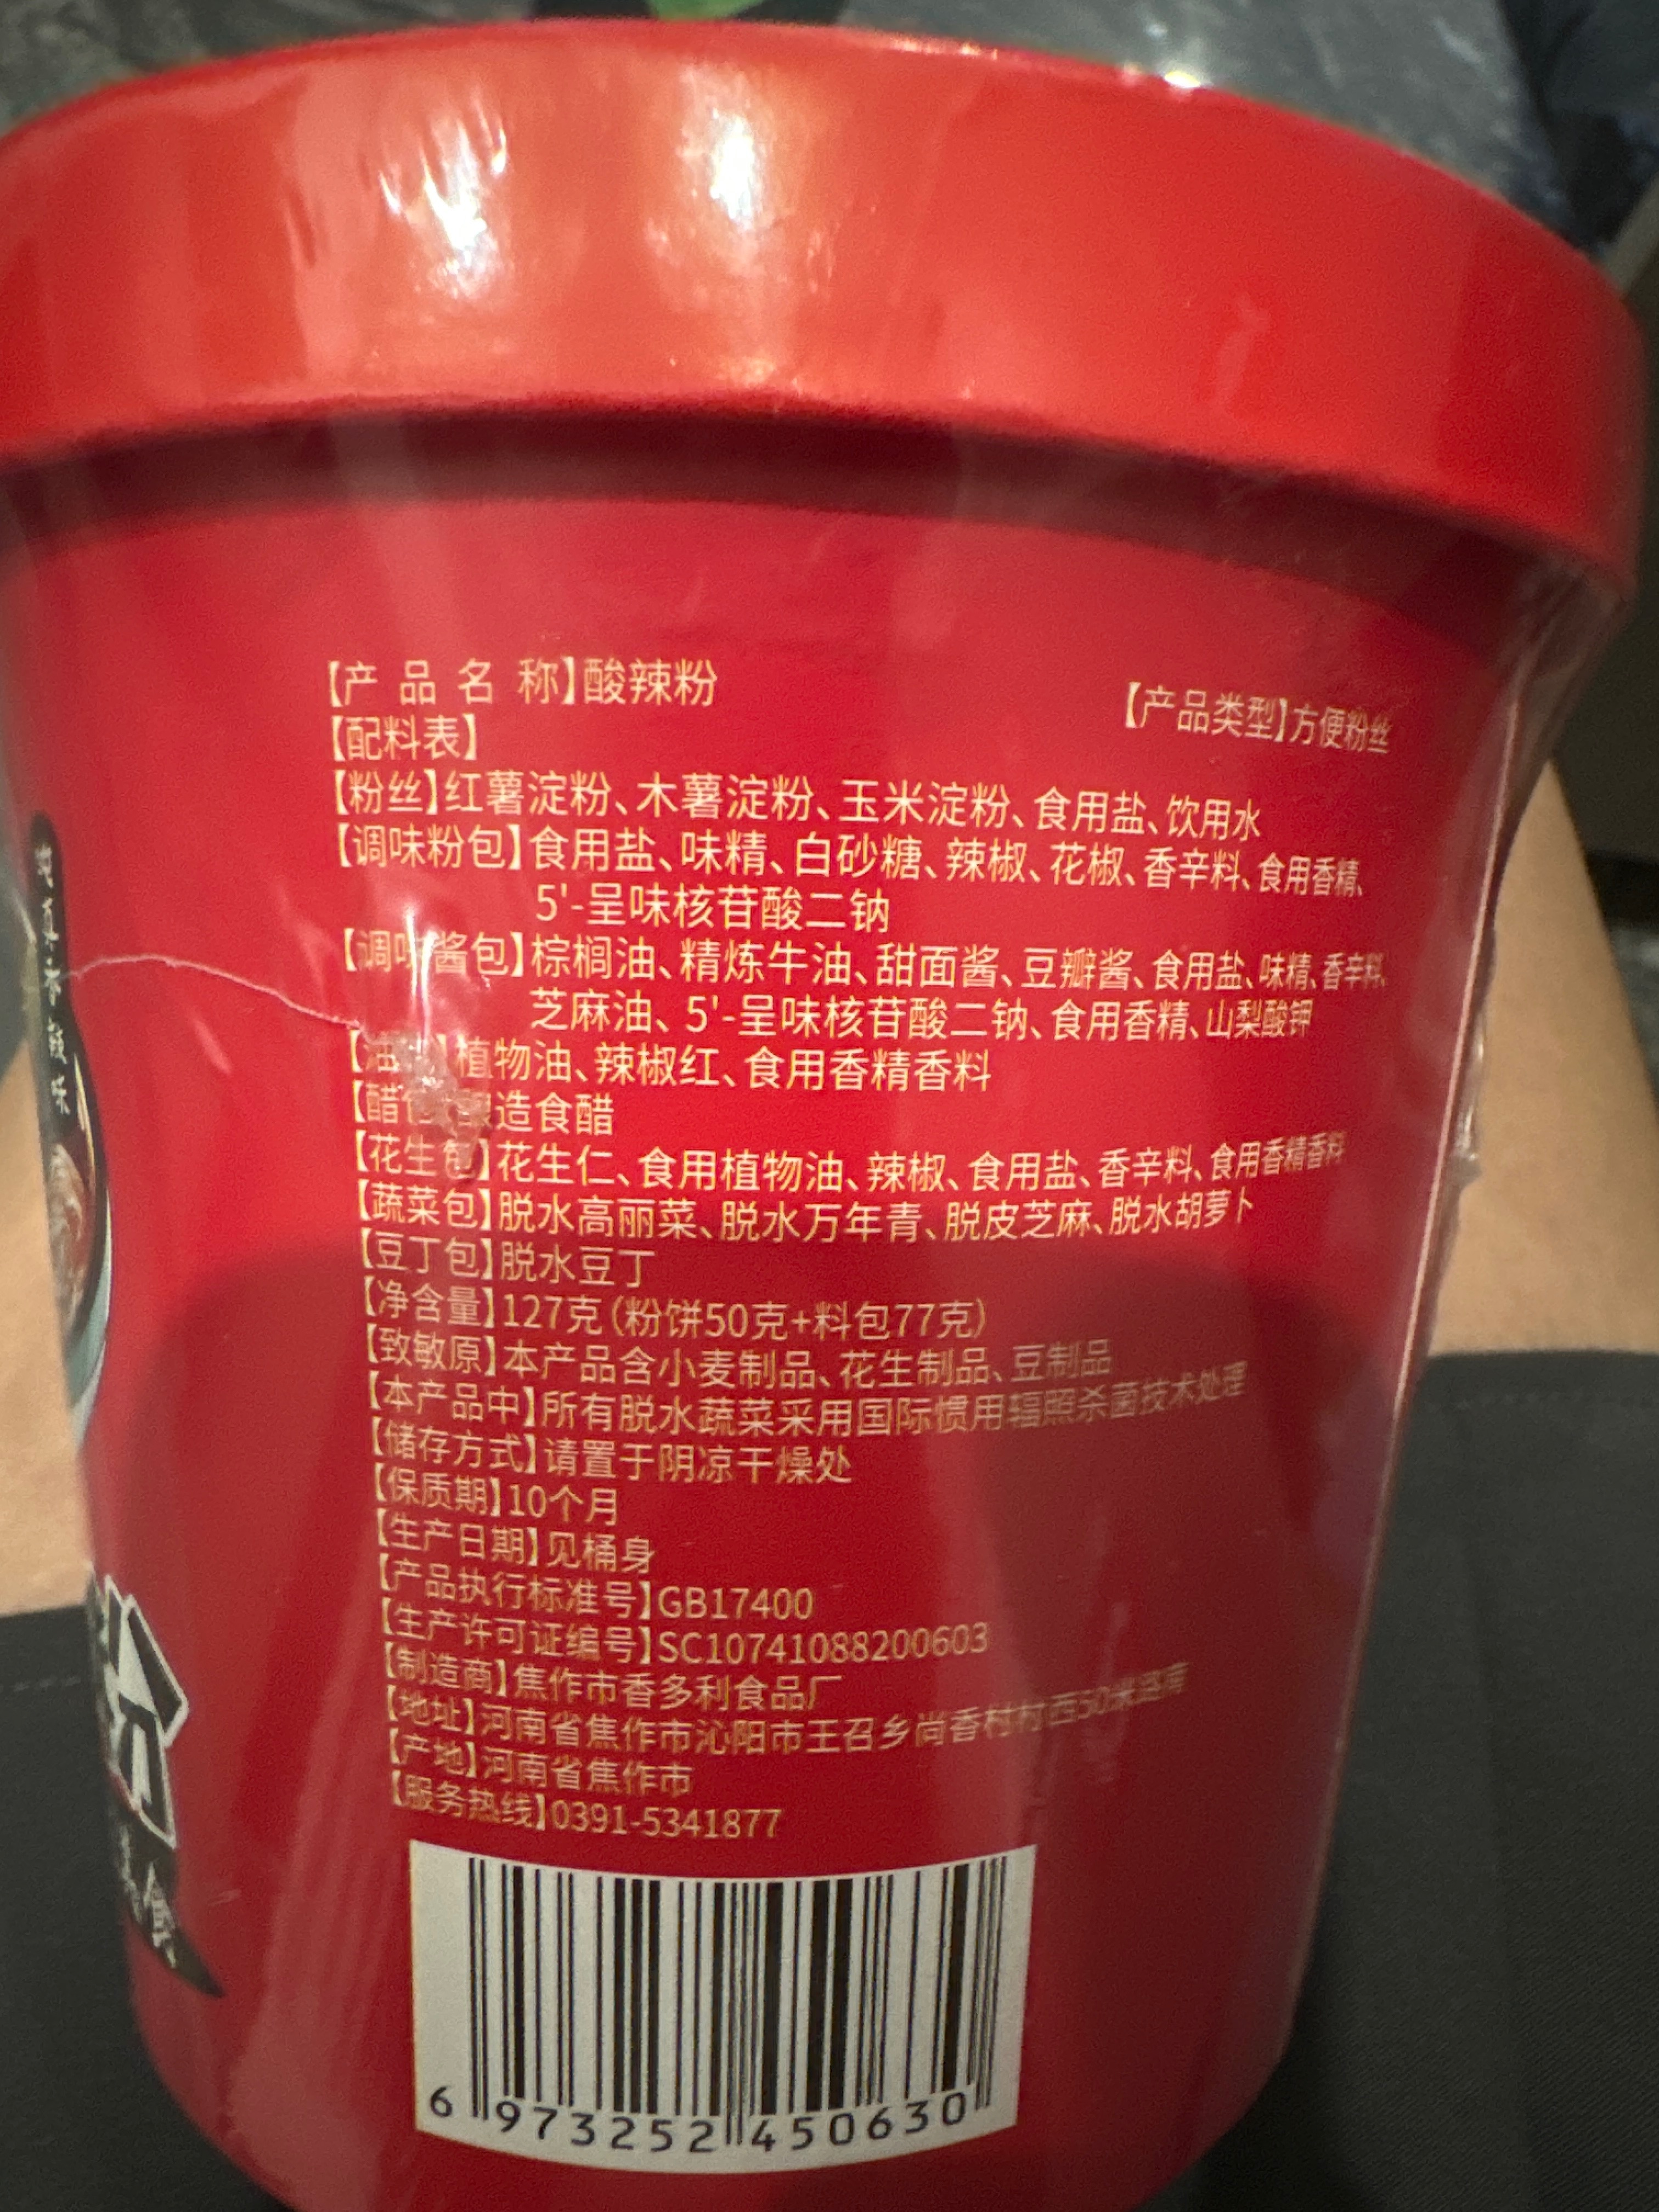 【产品名称】酸辣粉
【产品类型】方便粉丝
【配料表】
【粉丝】红薯淀粉、木薯淀粉、玉米淀粉、食用盐、饮用水
【调味粉包】食用盐、味精、白砂糖、辣椒、花椒、香辛料、食用香精、
5'-呈味核苷酸二钠
【调味酱包】棕榈油、精炼牛油、甜面酱、豆瓣酱、食用盐、味精、香辛料、
芝麻油、5'-呈味核苷酸二钠、食用香精、山梨酸钾
【油 】植物油、辣椒红、食用香精香料
【醋包】酿造食醋
【花生包】花生仁、食用植物油、辣椒、食用盐、香辛料、食用香精香料
【蔬菜包】脱水高丽菜、脱水万年青、脱皮芝麻、脱水胡萝卜
【豆丁包】脱水豆丁
【净含量】127克(粉饼50克+料包77克)
【致敏原】本产品含小麦制品、花生制品、豆制品
【本产品中】所有脱水蔬菜采用国际惯用辐照杀菌技术处理
【储存方式】请置于阴凉干燥处
【保质期】10个月
【生产日期】见桶身
【产品执行标准号】GB17400
【生产许可证编号】SC10741088200603
【制造商】焦作市香多利食品厂
【地址】河南省焦作市沁阳市王召乡尚香村村西50米路南
【产地】河南省焦作市
【服务热线】0391-5341877
6 973252 450630
真香
味